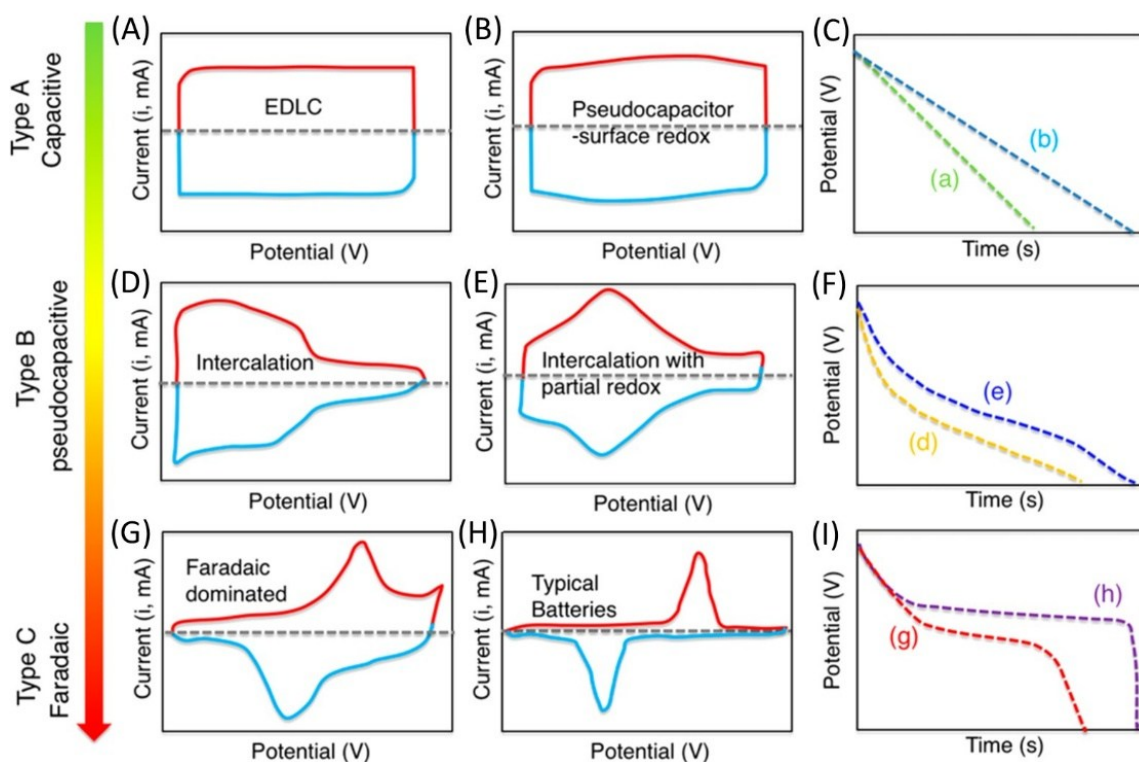 Type A
Capacitive
(A)
Current (i, mA)
EDLC
Potential (V)
(B)
Current (i, mA)
Pseudocapacitor
-surface redox
Potential (V)
(C)
Potential (V)
(a)
(b)
Time (s)
Type B
pseudocapacitive
(D)
Current (i, mA)
Intercalation
Potential (V)
(E)
Current (i, mA)
Intercalation with
partial redox
Potential (V)
(F)
Potential (V)
(e)
(d)
Time (s)
Type C
Faradaic
(G)
Current (i, mA)
Faradaic
dominated
Potential (V)
(H)
Current (i, mA)
Typical
Batteries
Potential (V)
(I)
Potential (V)
(h)
(g)
Time (s)